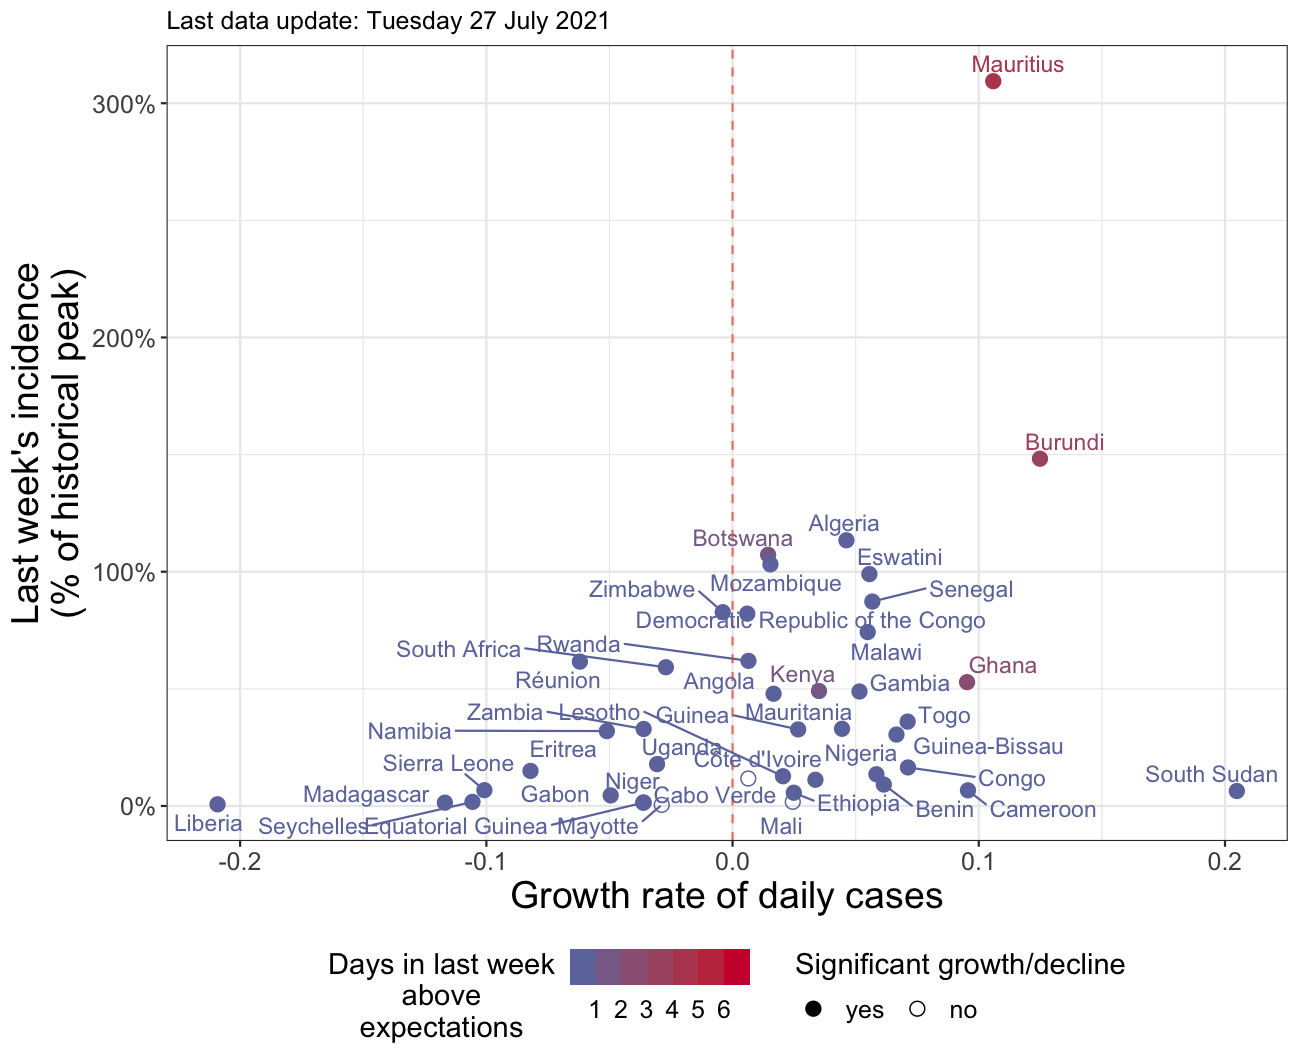 Last data update: Tuesday 27 July 2021
Mauritius
300%
Last week's incidence
(% of historical peak)
200%
Burundi
Algeria
Botswana
Eswatini
100%
Zimbabwe
Mozambique
Senegal
Democratic Republic of the Congo
South Africa
Rwanda
Malawi
Ghana
Réunion
Angola
Kenya
Gambia
Zambia
Lesotho
Guinea
Mauritania
Togo
Namibia
Eritrea
Uganda
Guinea-Bissau
Sierra Leone
Côte d'Ivoire
Nigeria
Congo
South Sudan
Niger
Madagascar
Gabon
Cabo Verde
Ethiopia
Benin
Cameroon
0%
Liberia
Seychelles
Equatorial Guinea
Mayotte
Mali
-0.2
-0.1
0.0
0.1
0.2
Growth rate of daily cases
Days in last week
above
expectations
1 2 3 4 5 6
Significant growth/decline
yes
no